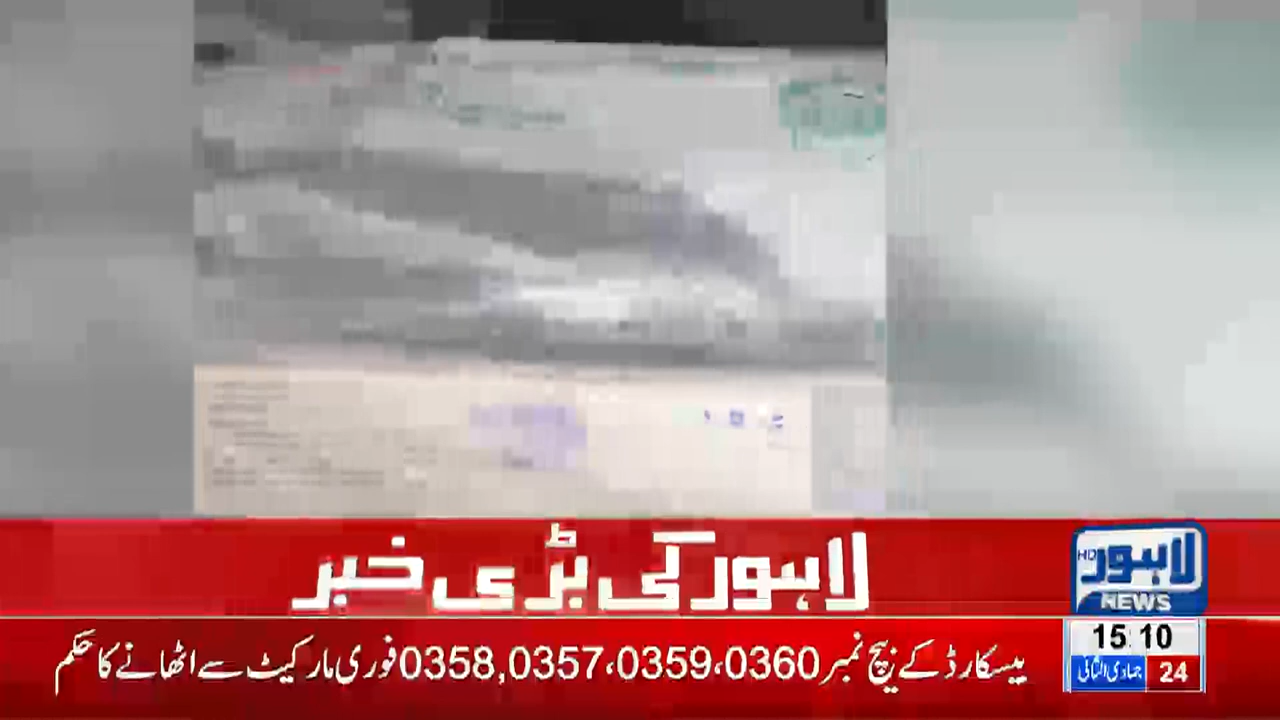 لاہور کی بڑی خبر
HD لاہور
NEWS
15:10
جمادی الثانی 24
بیسکارڈ کے بیچ نمبر 0360،0359،0357,0358 فوری مارکیٹ سے اٹھانے کا حکم